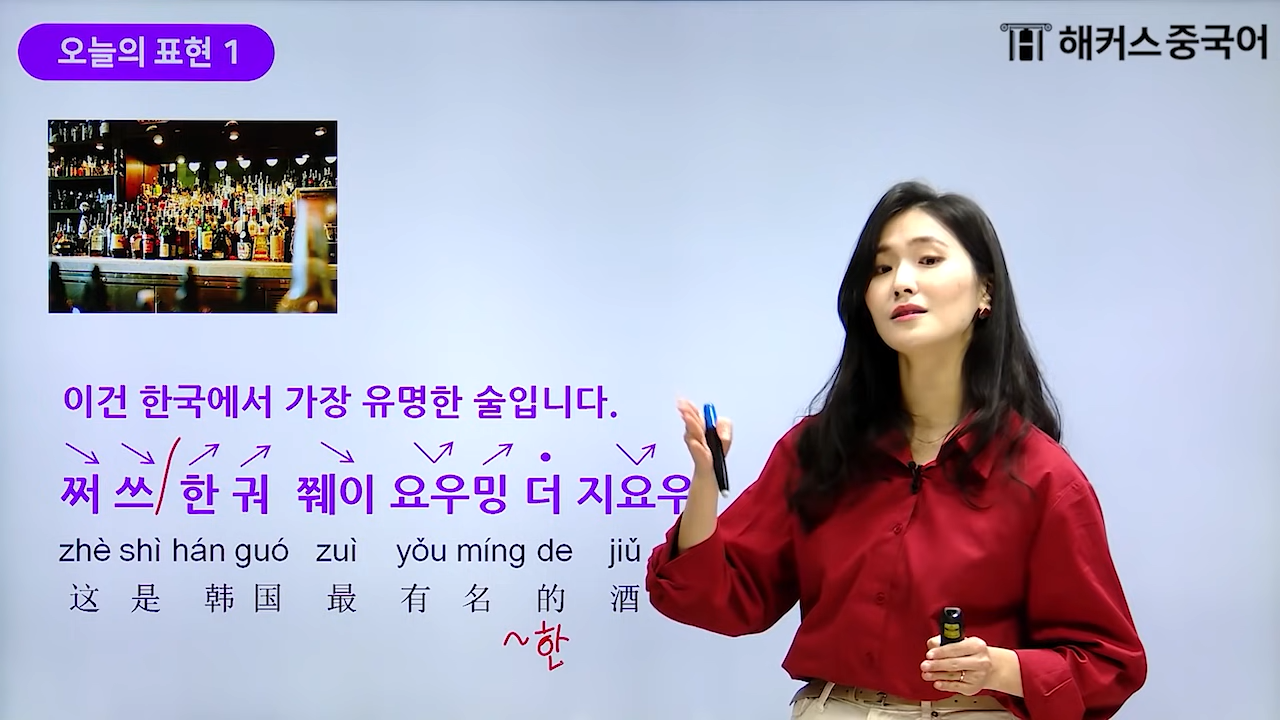 오늘의 표현 1
해커스중국어
이건 한국에서 가장 유명한 술입니다.
쩌 쓰/한 궈 쮀이 요우밍 더 지요우
zhè shì hán guó zuì yǒu míng de jiǔ
这 是 韩 国 最 有 名 的 酒
~한